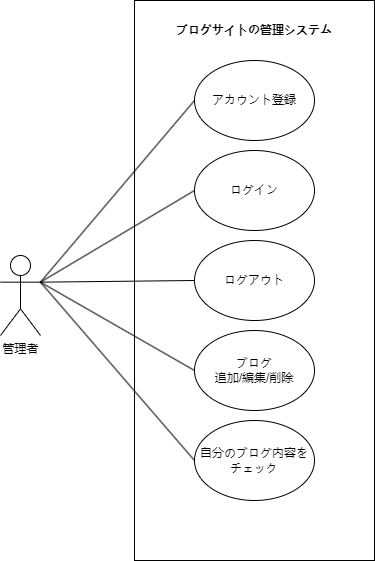 ブログサイトの管理システム
アカウント登録
ログイン
ログアウト
ブログ
追加/編集/削除
自分のブログ内容を
チェック
管理者